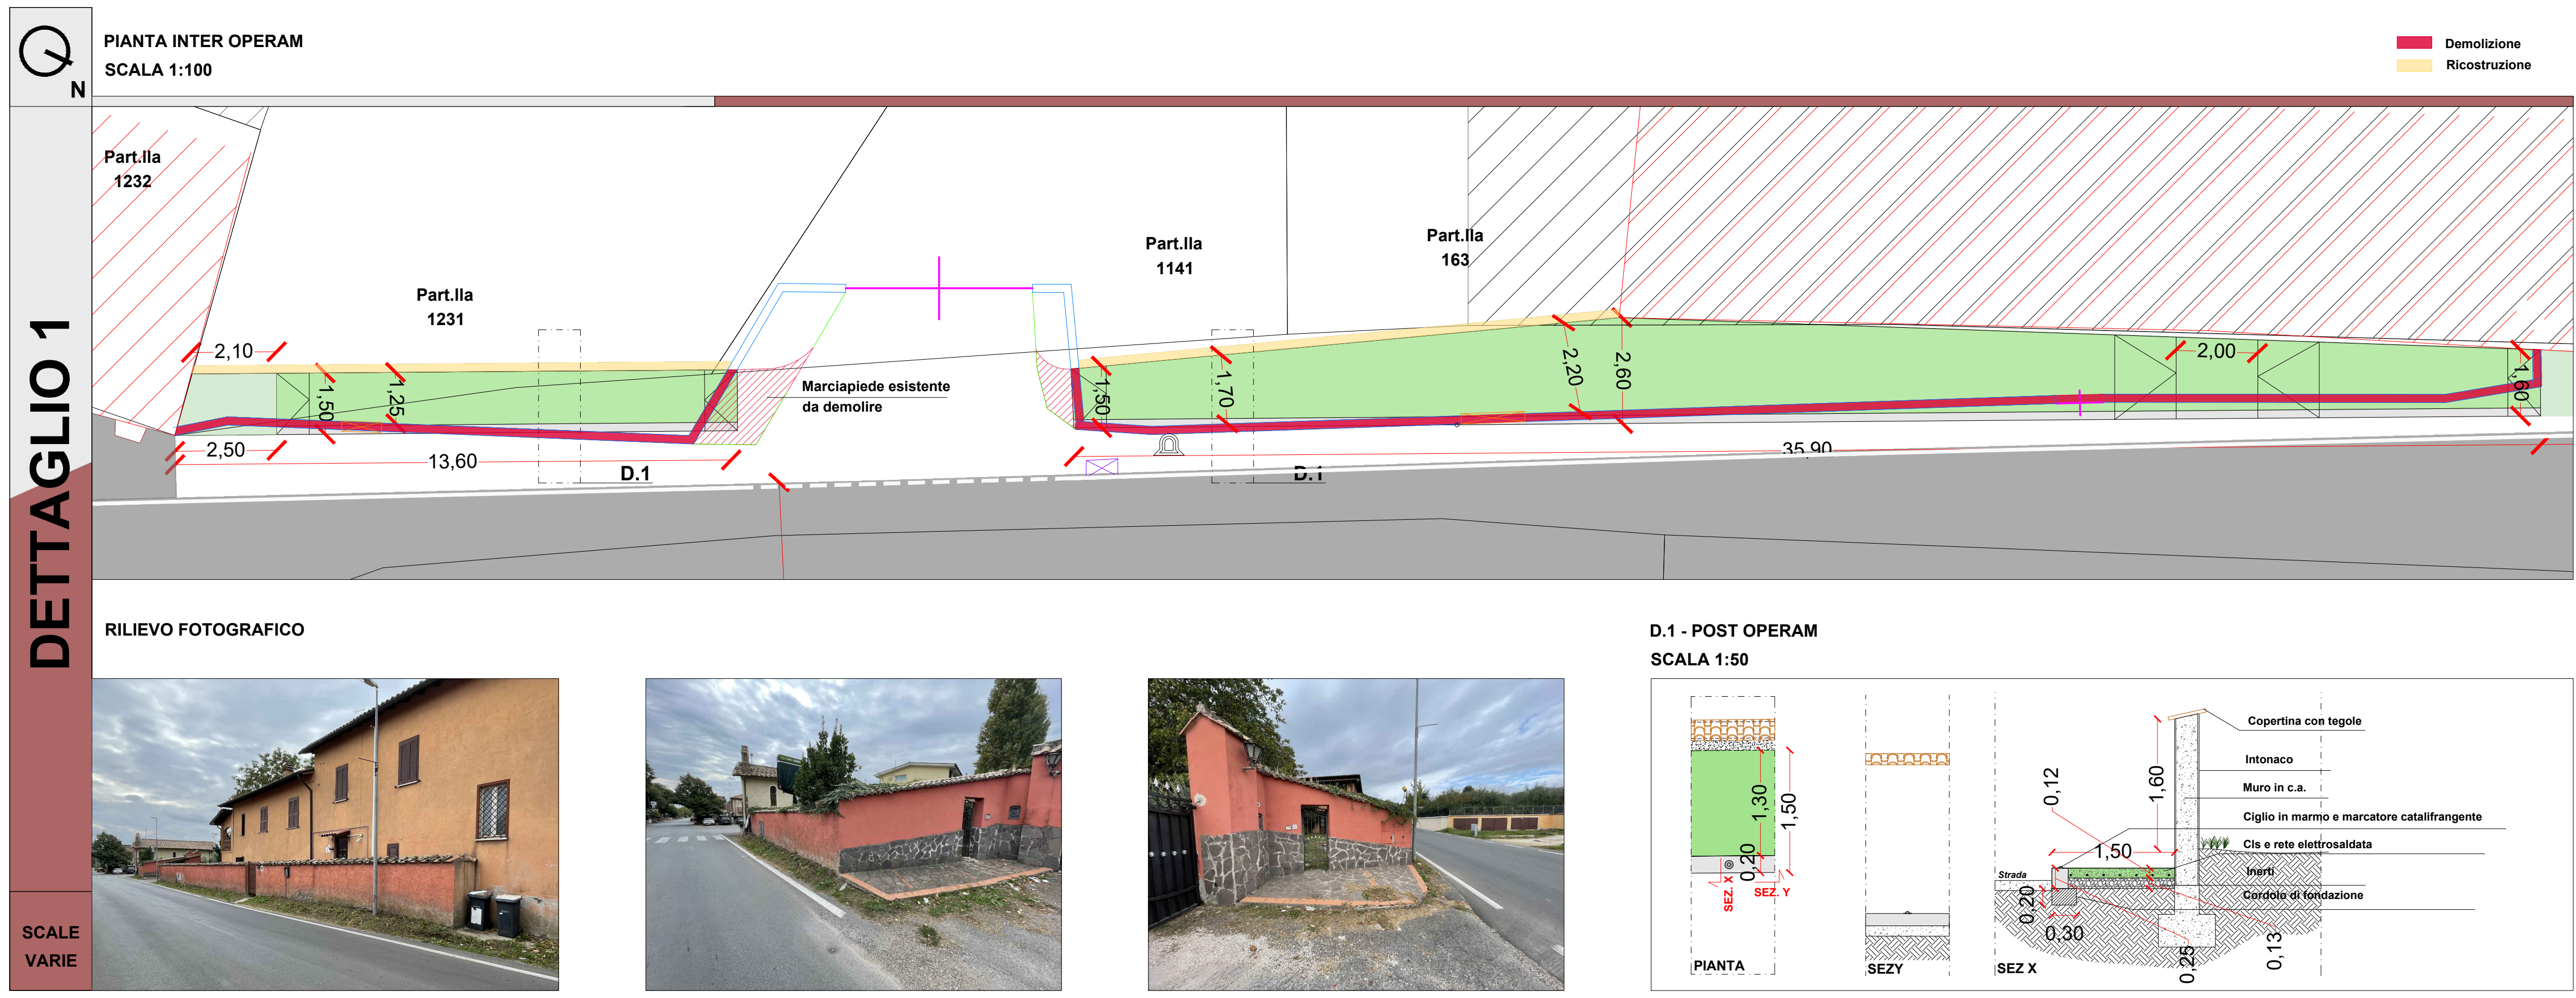 N
PIANTA INTER OPERAM
SCALA 1:100
Demolizione
Ricostruzione
DETTAGLIO 1
SCALE
VARIE
Part.lla
1232
Part.lla
1231
Part.lla
1141
Part.lla
163
2,10
1,50
1,25
2,50
13,60
D.1
Marciapiede esistente
da demolire
1,50
1,70
2,20
2,60
2,00
1,60
35,90
D.1
RILIEVO FOTOGRAFICO
D.1 - POST OPERAM
SCALA 1:50
1,30
1,50
0,20
SEZ. X
SEZ. Y
PIANTA
SEZY
Copertina con tegole
Intonaco
Muro in c.a.
Ciglio in marmo e marcatore catalifrangente
Cls e rete elettrosaldata
Inerti
Cordolo di fondazione
0,12
1,60
1,50
Strada
0,20
0,30
0,25
0,13
SEZ X